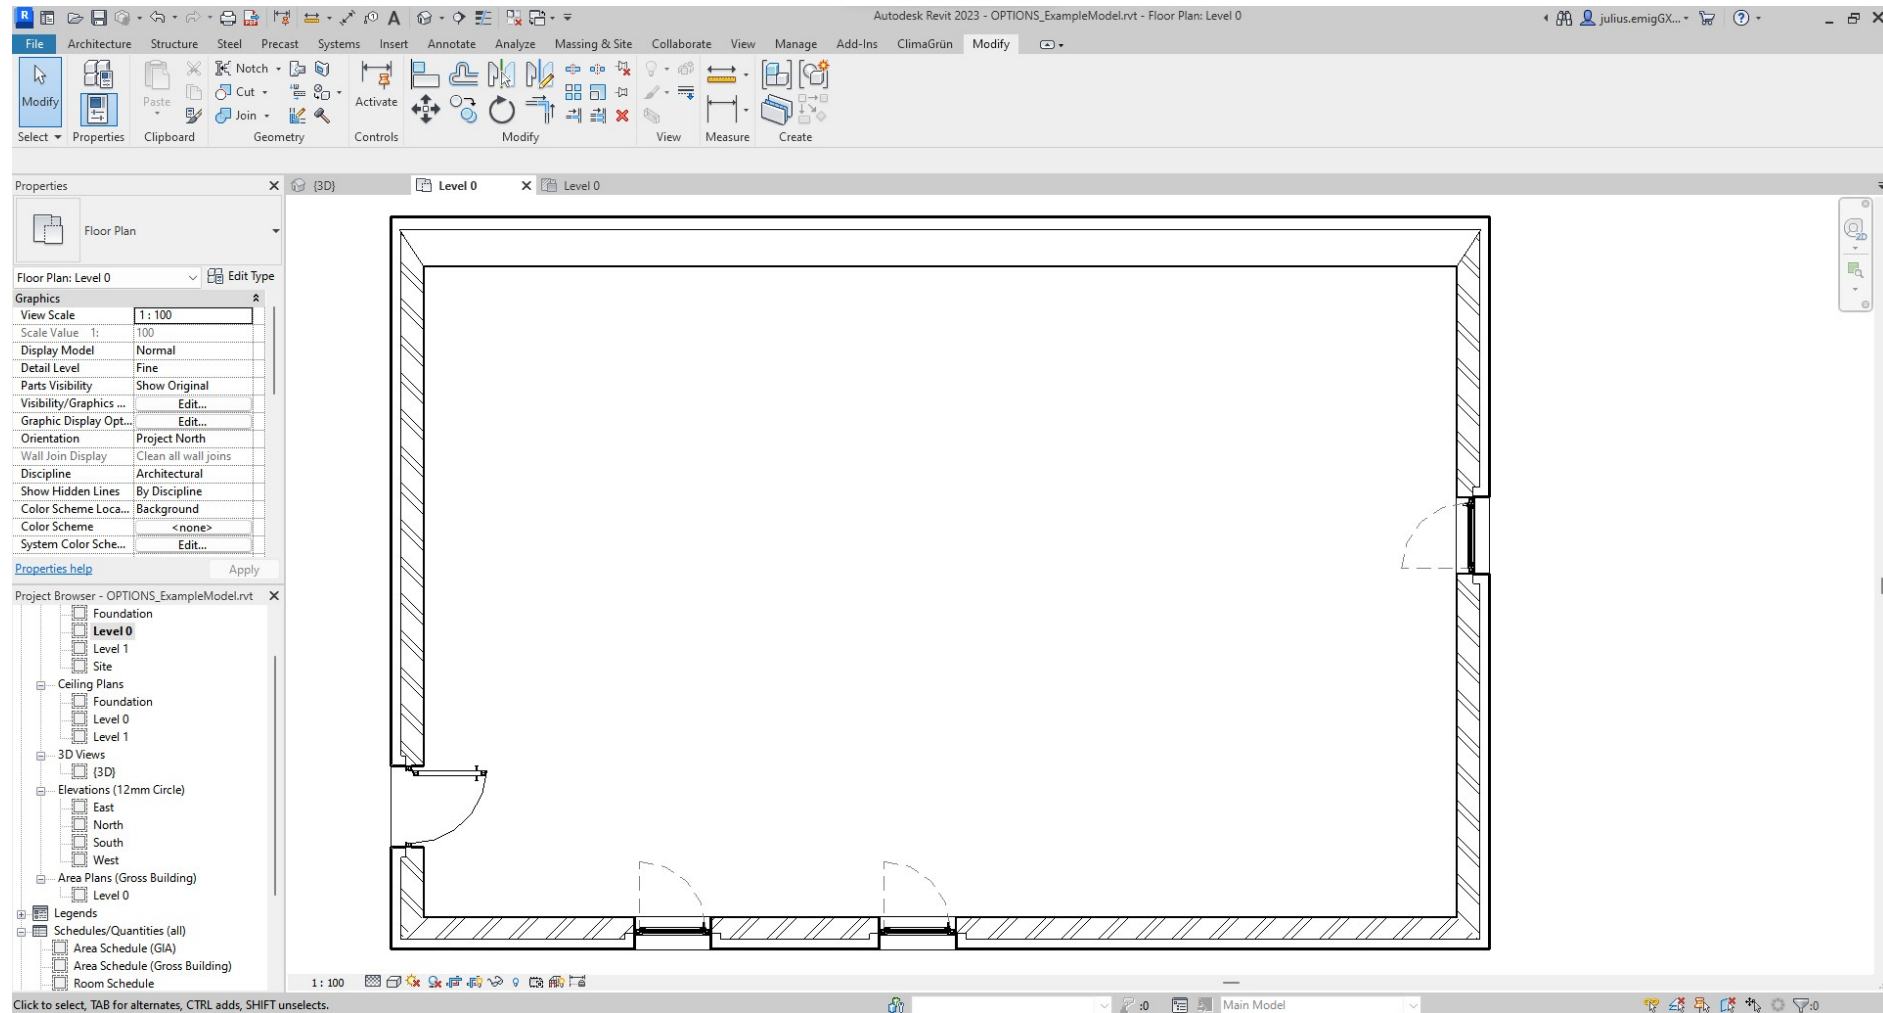 Autodesk Revit 2023 - OPTIONS_ExampleModel.rvt - Floor Plan: Level 0
julius.emigGX...
File Architecture Structure Steel Precast Systems Insert Annotate Analyze Massing & Site Collaborate View Manage Add-Ins ClimaGrün Modify
Modify
Paste
Notch
Cut
Join
Activate
Select Properties Clipboard Geometry Controls Modify View Measure Create
Properties X
{3D} Level 0 X Level 0
Floor Plan
2D
Floor Plan: Level 0 Edit Type
Graphics
View Scale 1 : 100
Scale Value 1: 100
Display Model Normal
Detail Level Fine
Parts Visibility Show Original
Visibility/Graphics ... Edit...
Graphic Display Opt... Edit...
Orientation Project North
Wall Join Display Clean all wall joins
Discipline Architectural
Show Hidden Lines By Discipline
Color Scheme Loca... Background
Color Scheme <none>
System Color Sche... Edit...
Properties help Apply
Project Browser - OPTIONS_ExampleModel.rvt X
Foundation
Level 0
Level 1
Site
Ceiling Plans
Foundation
Level 0
Level 1
3D Views
{3D}
Elevations (12mm Circle)
East
North
South
West
Area Plans (Gross Building)
Level 0
Legends
Schedules/Quantities (all)
Area Schedule (GIA)
Area Schedule (Gross Building)
Room Schedule
1 : 100
Click to select, TAB for alternates, CTRL adds, SHIFT unselects.
:0
Main Model
:0